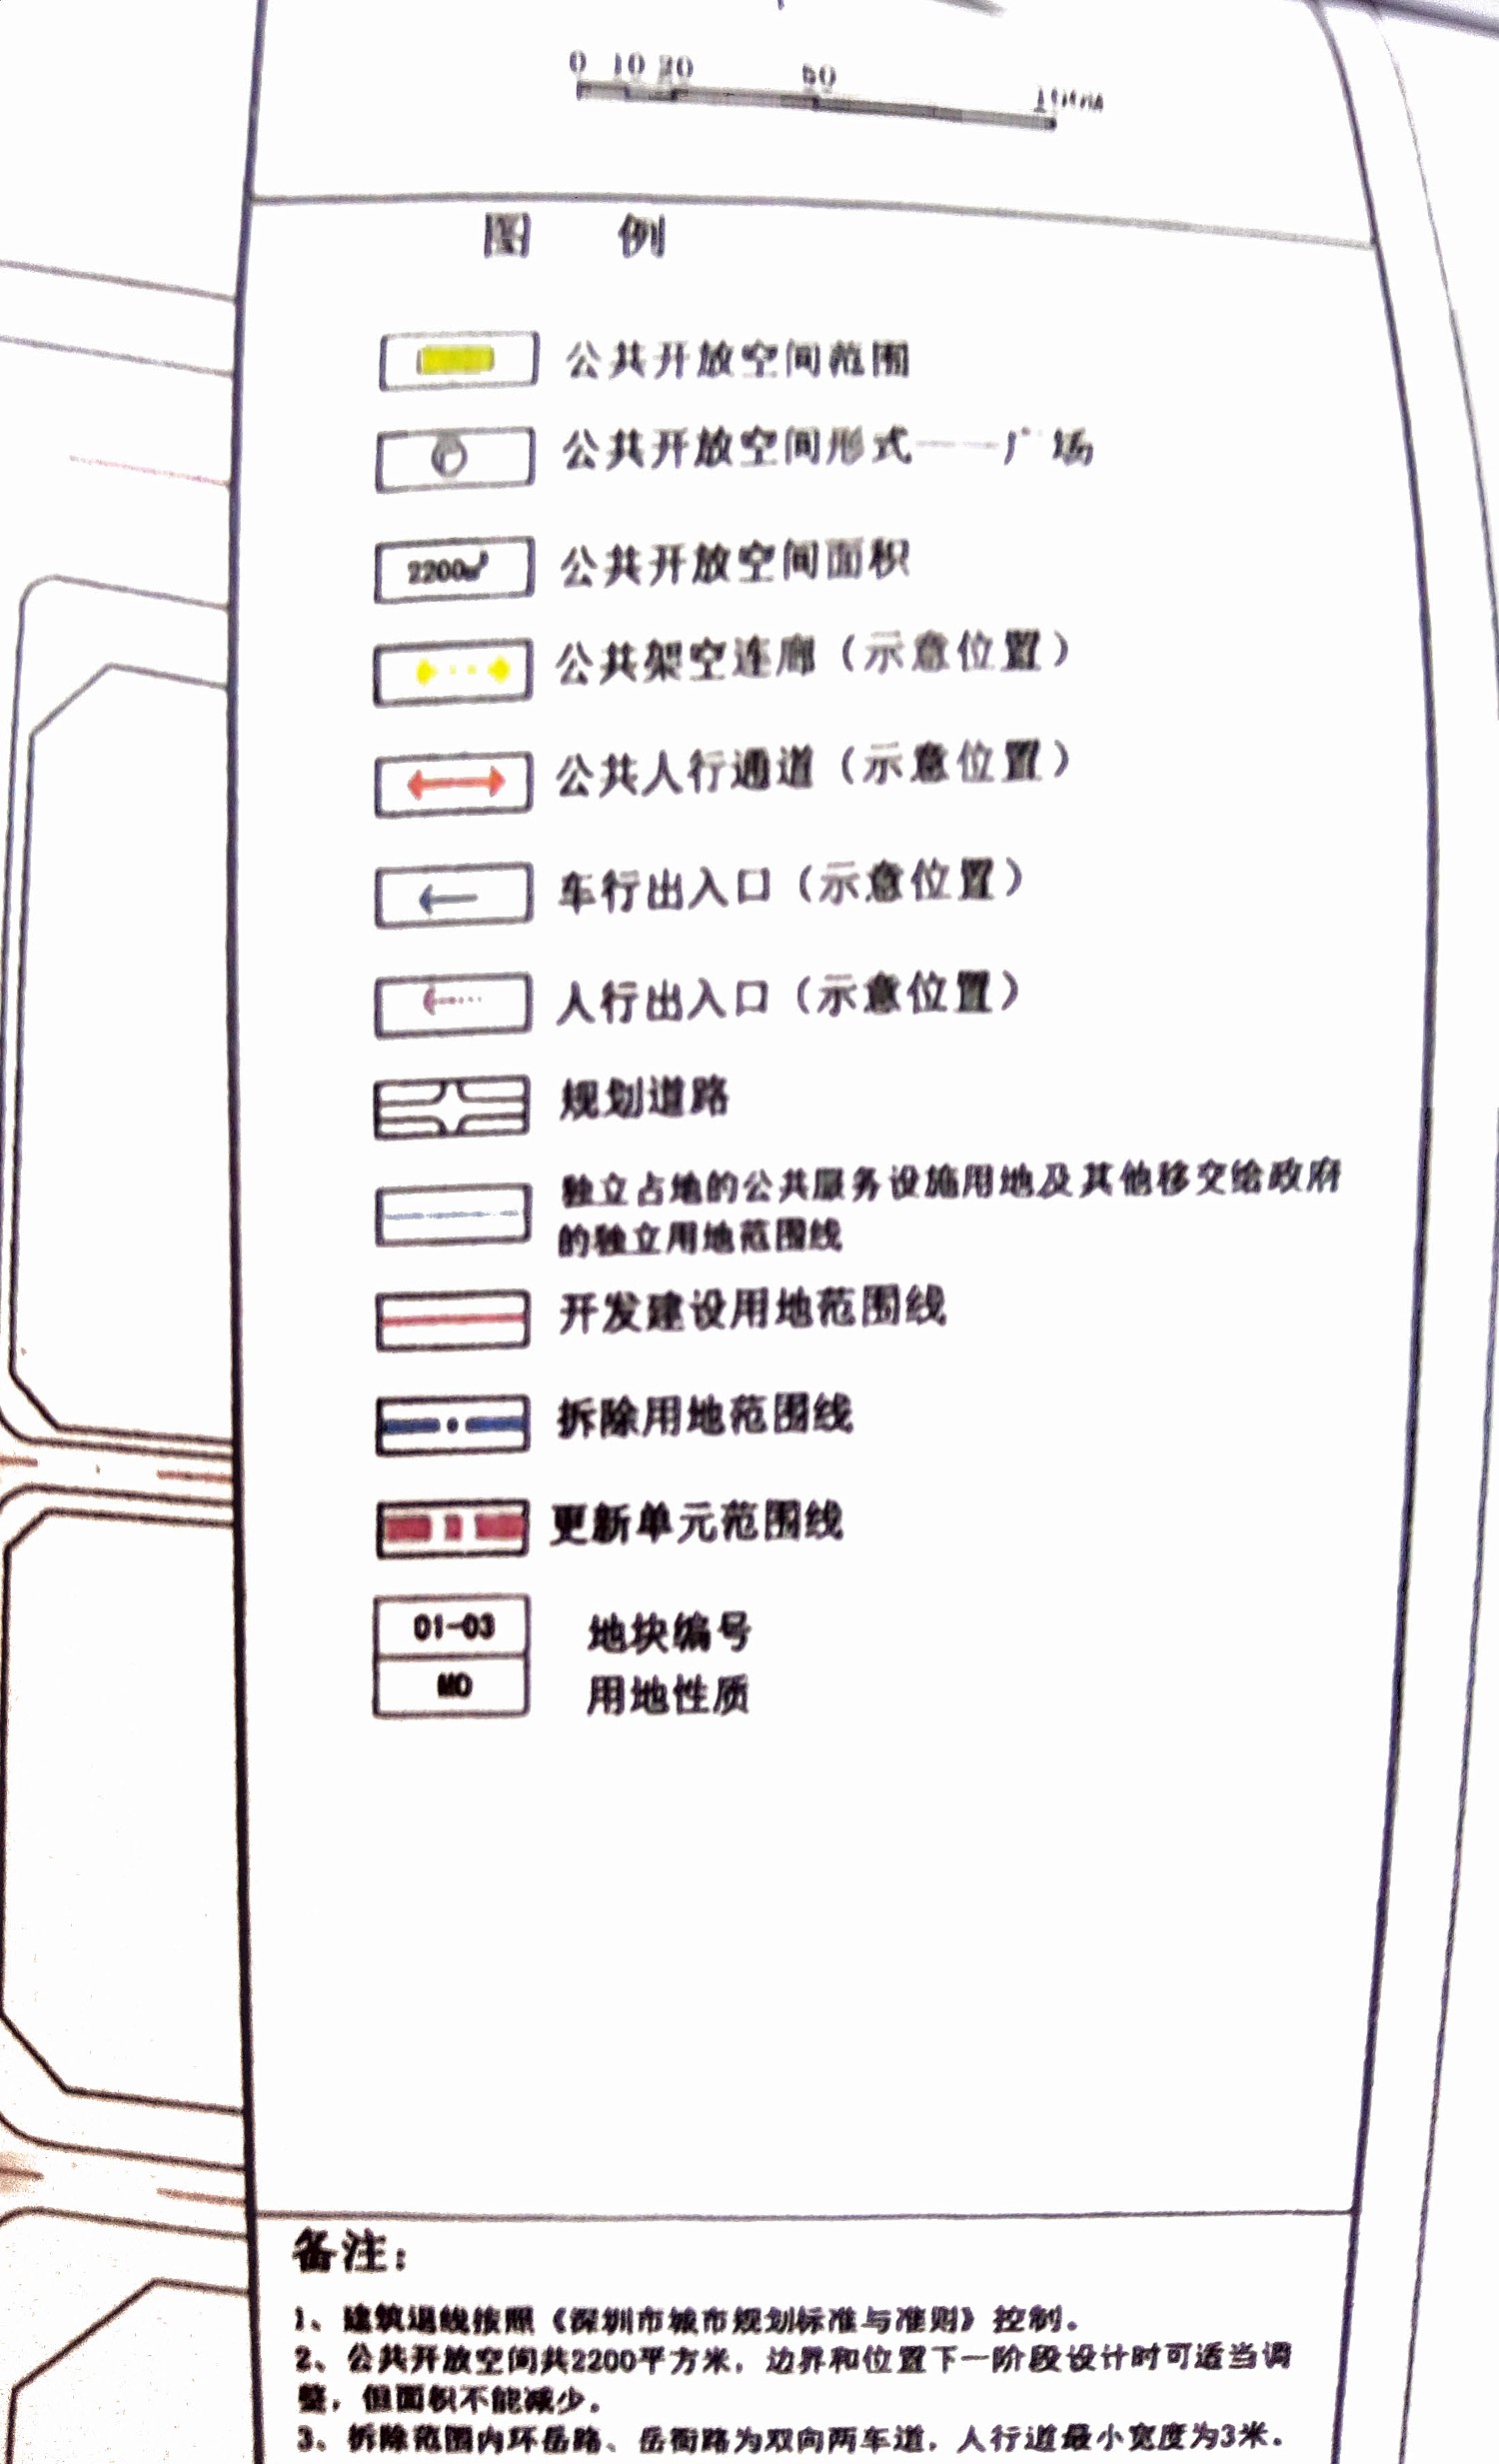 0 10 20 50 100m
图 例
公共开放空间范围
公共开放空间形式——广场
2200㎡ 公共开放空间面积
公共架空连廊（示意位置）
公共人行通道（示意位置）
车行出入口（示意位置）
人行出入口（示意位置）
规划道路
独立占地的公共服务设施用地及其他移交给政府
的独立用地范围线
开发建设用地范围线
拆除用地范围线
更新单元范围线
01-03 地块编号
M0 用地性质
备注：
1、建筑退线按照《深圳市城市规划标准与准则》控制。
2、公共开放空间共2200平方米，边界和位置下一阶段设计时可适当调
整，但面积不能减少。
3、拆除范围内环岳路、岳衙路为双向两车道，人行道最小宽度为3米。